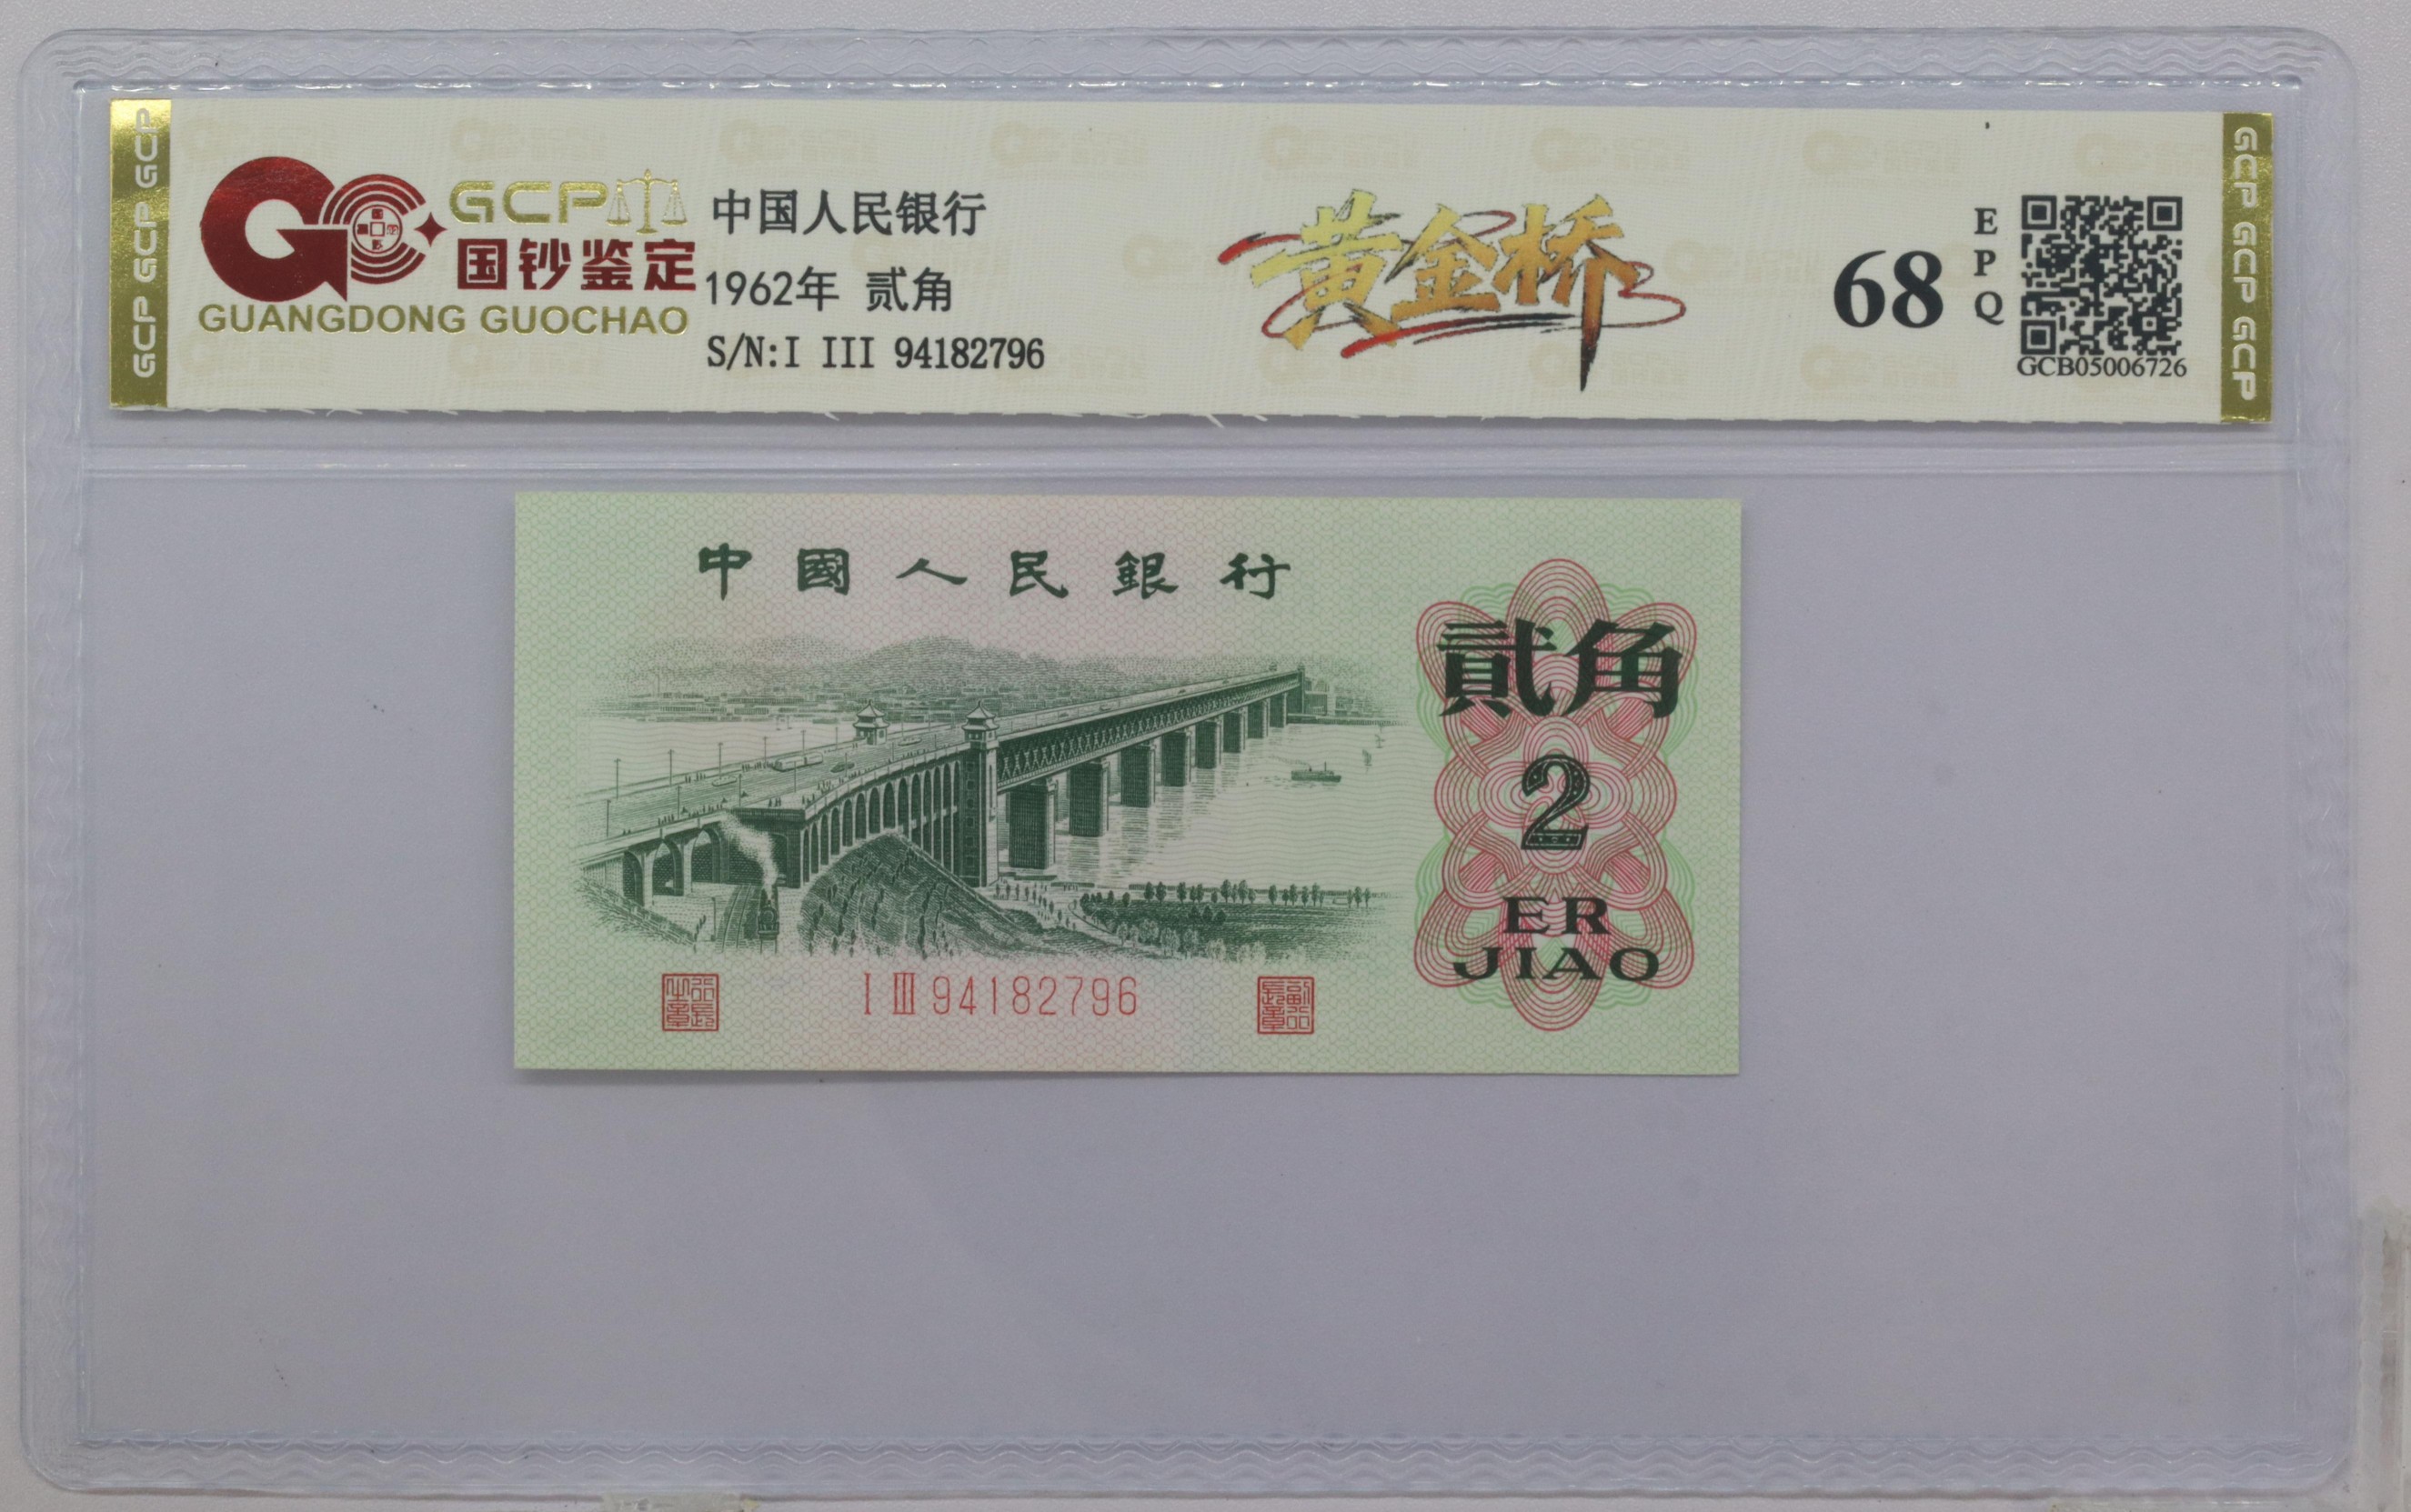 GCP GCP GCP
GCP
国钞鉴定
GUANGDONG GUOCHAO
中国人民银行
1962年 贰角
S/N:I III 94182796
黄金桥
68
E
P
Q
GCB05006726
GCP GCP GCP
中國人民銀行
貳角
2
ER
JIAO
I III 94182796